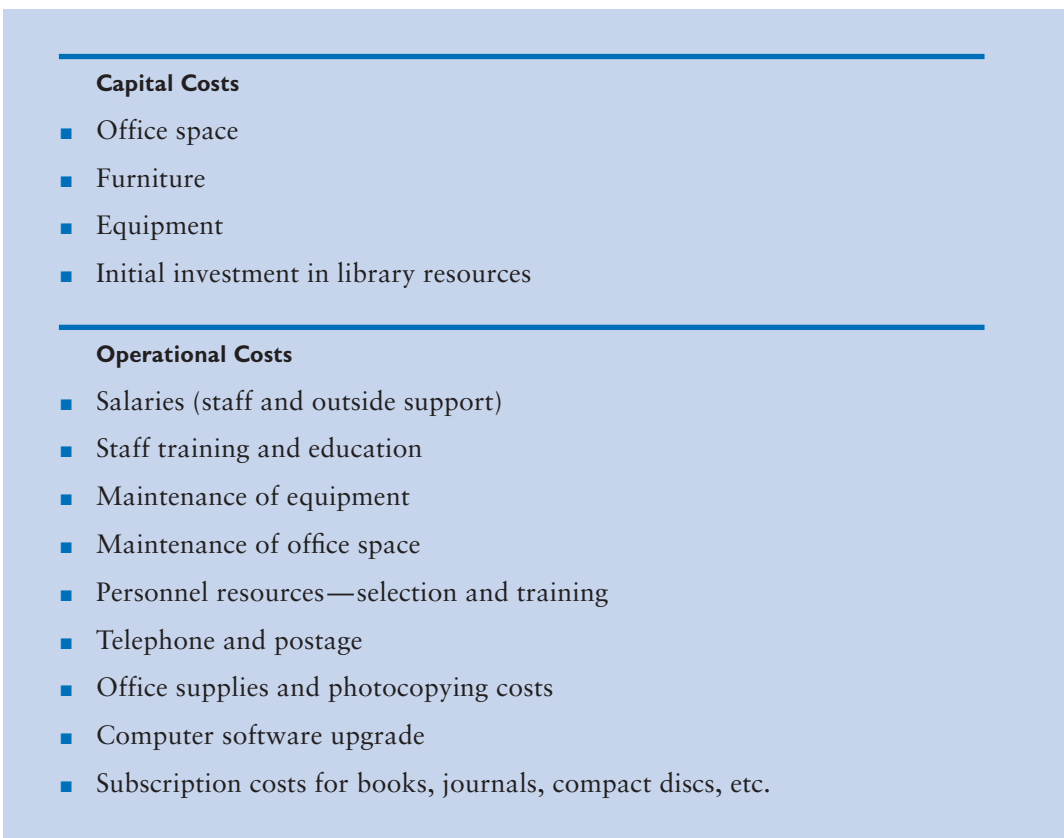 Capital Costs
■ Office space
■ Furniture
■ Equipment
■ Initial investment in library resources
Operational Costs
■ Salaries (staff and outside support)
■ Staff training and education
■ Maintenance of equipment
■ Maintenance of office space
■ Personnel resources—selection and training
■ Telephone and postage
■ Office supplies and photocopying costs
■ Computer software upgrade
■ Subscription costs for books, journals, compact discs, etc.